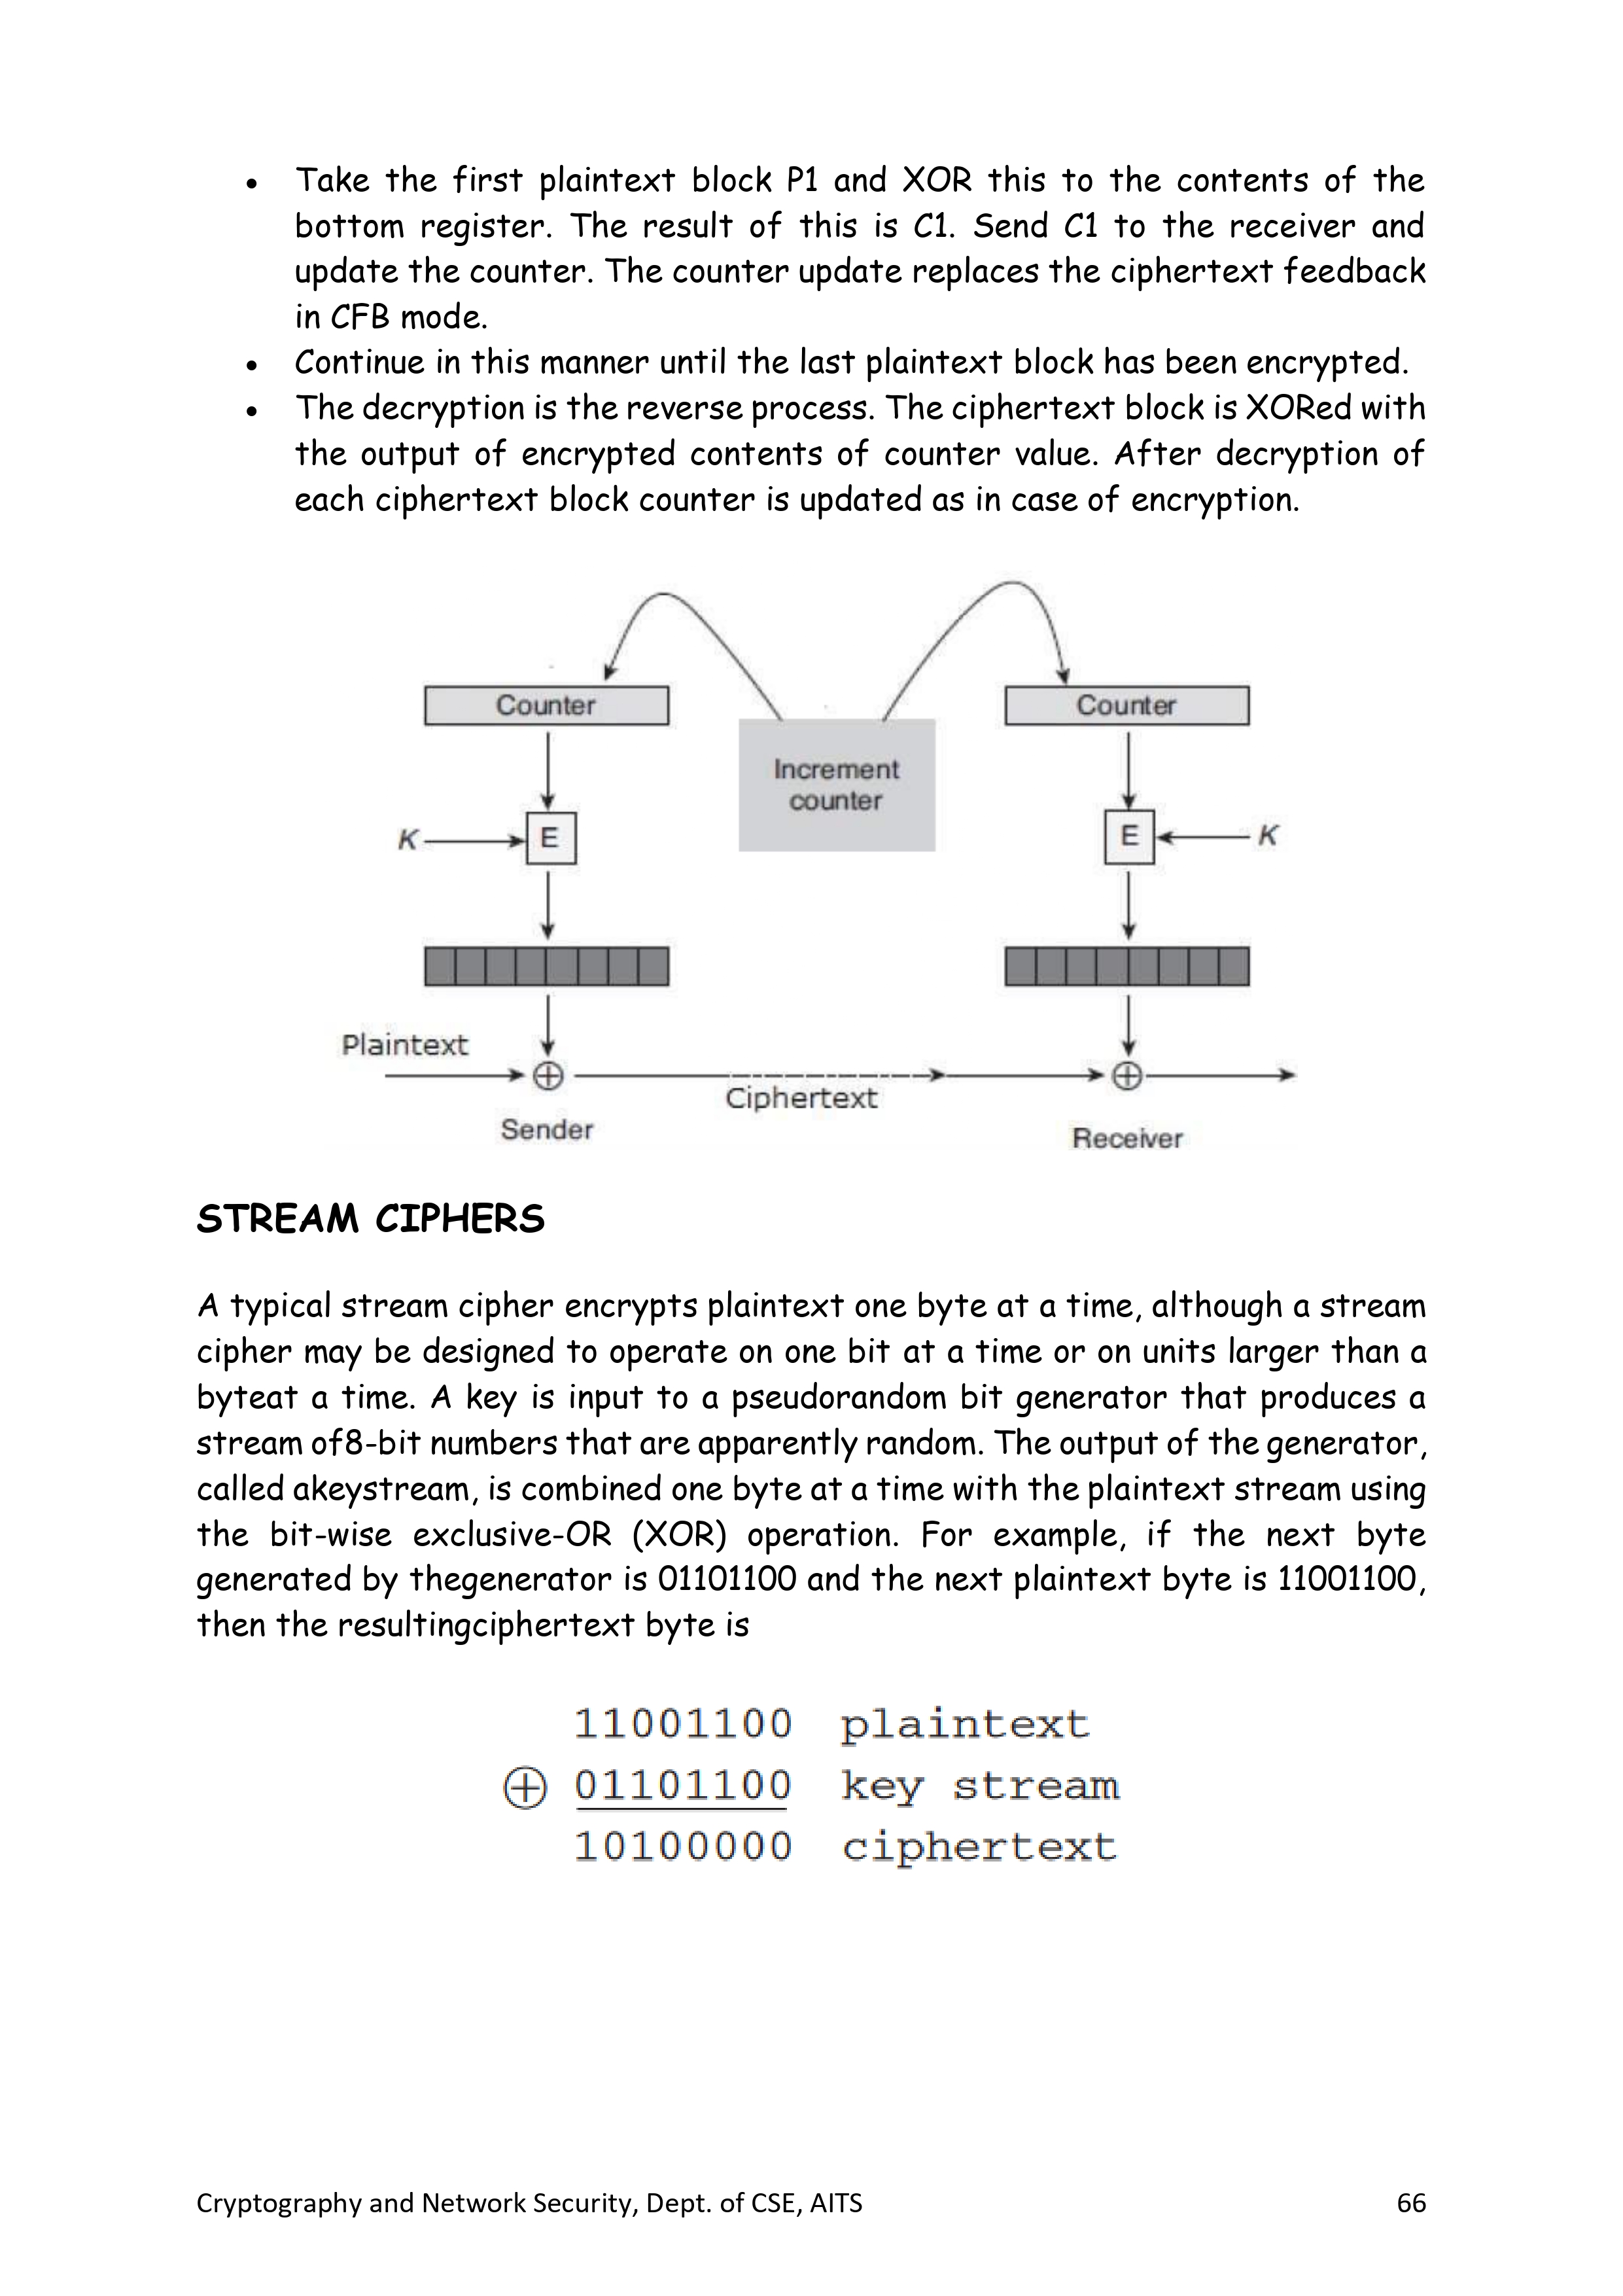 • Take the first plaintext block P1 and XOR this to the contents of the
bottom register. The result of this is C1. Send C1 to the receiver and
update the counter. The counter update replaces the ciphertext feedback
in CFB mode.
• Continue in this manner until the last plaintext block has been encrypted.
• The decryption is the reverse process. The ciphertext block is XORed with
the output of encrypted contents of counter value. After decryption of
each ciphertext block counter is updated as in case of encryption.
Counter
Counter
Increment
counter
K
E
E
K
Plaintext
Ciphertext
Sender
Receiver
STREAM CIPHERS
A typical stream cipher encrypts plaintext one byte at a time, although a stream
cipher may be designed to operate on one bit at a time or on units larger than a
byteat a time. A key is input to a pseudorandom bit generator that produces a
stream of8-bit numbers that are apparently random. The output of the generator,
called akeystream, is combined one byte at a time with the plaintext stream using
the bit-wise exclusive-OR (XOR) operation. For example, if the next byte
generated by thegenerator is 01101100 and the next plaintext byte is 11001100,
then the resultingciphertext byte is
11001100 plaintext
⊕ 01101100 key stream
10100000 ciphertext
Cryptography and Network Security, Dept. of CSE, AITS 66